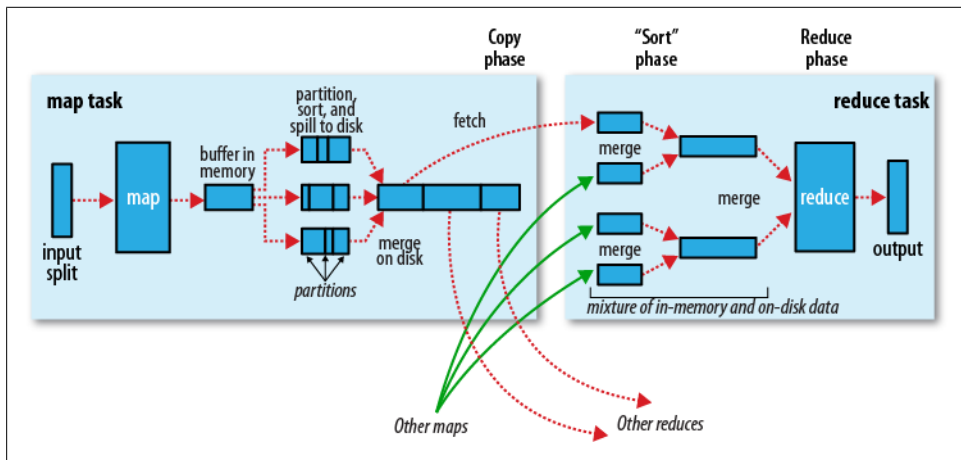 Copy
phase
“Sort”
phase
Reduce
phase
map task
partition,
sort, and
spill to disk
fetch
reduce task
buffer in
memory
map
merge
merge
reduce
input
split
merge
on disk
merge
output
partitions
mixture of in-memory and on-disk data
Other maps
Other reduces